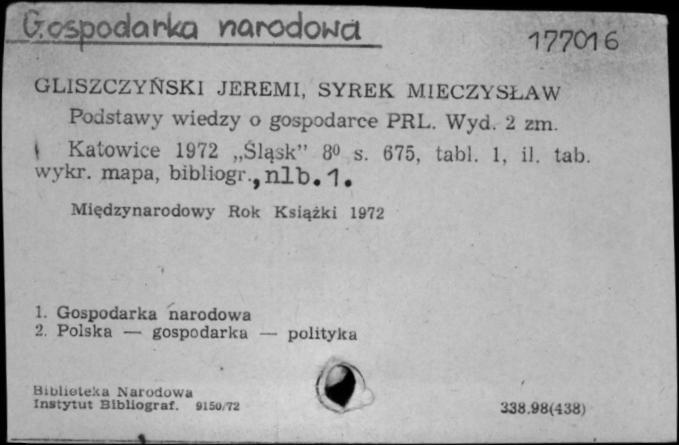 Gospodarka narodowa
177016
GLISZCZYŃSKI JEREMI, SYREK MIECZYSŁAW
Podstawy wiedzy o gospodarce PRL. Wyd. 2 zm.
Katowice 1972 „Śląsk” 8⁰ s. 675, tabl. 1, il. tab.
wykr. mapa, bibliogr., nlb. 1.
Międzynarodowy Rok Książki 1972
1. Gospodarka narodowa
2. Polska — gospodarka — polityka
Biblioteka Narodowa
Instytut Bibliograf. 9150/72
338.98(438)